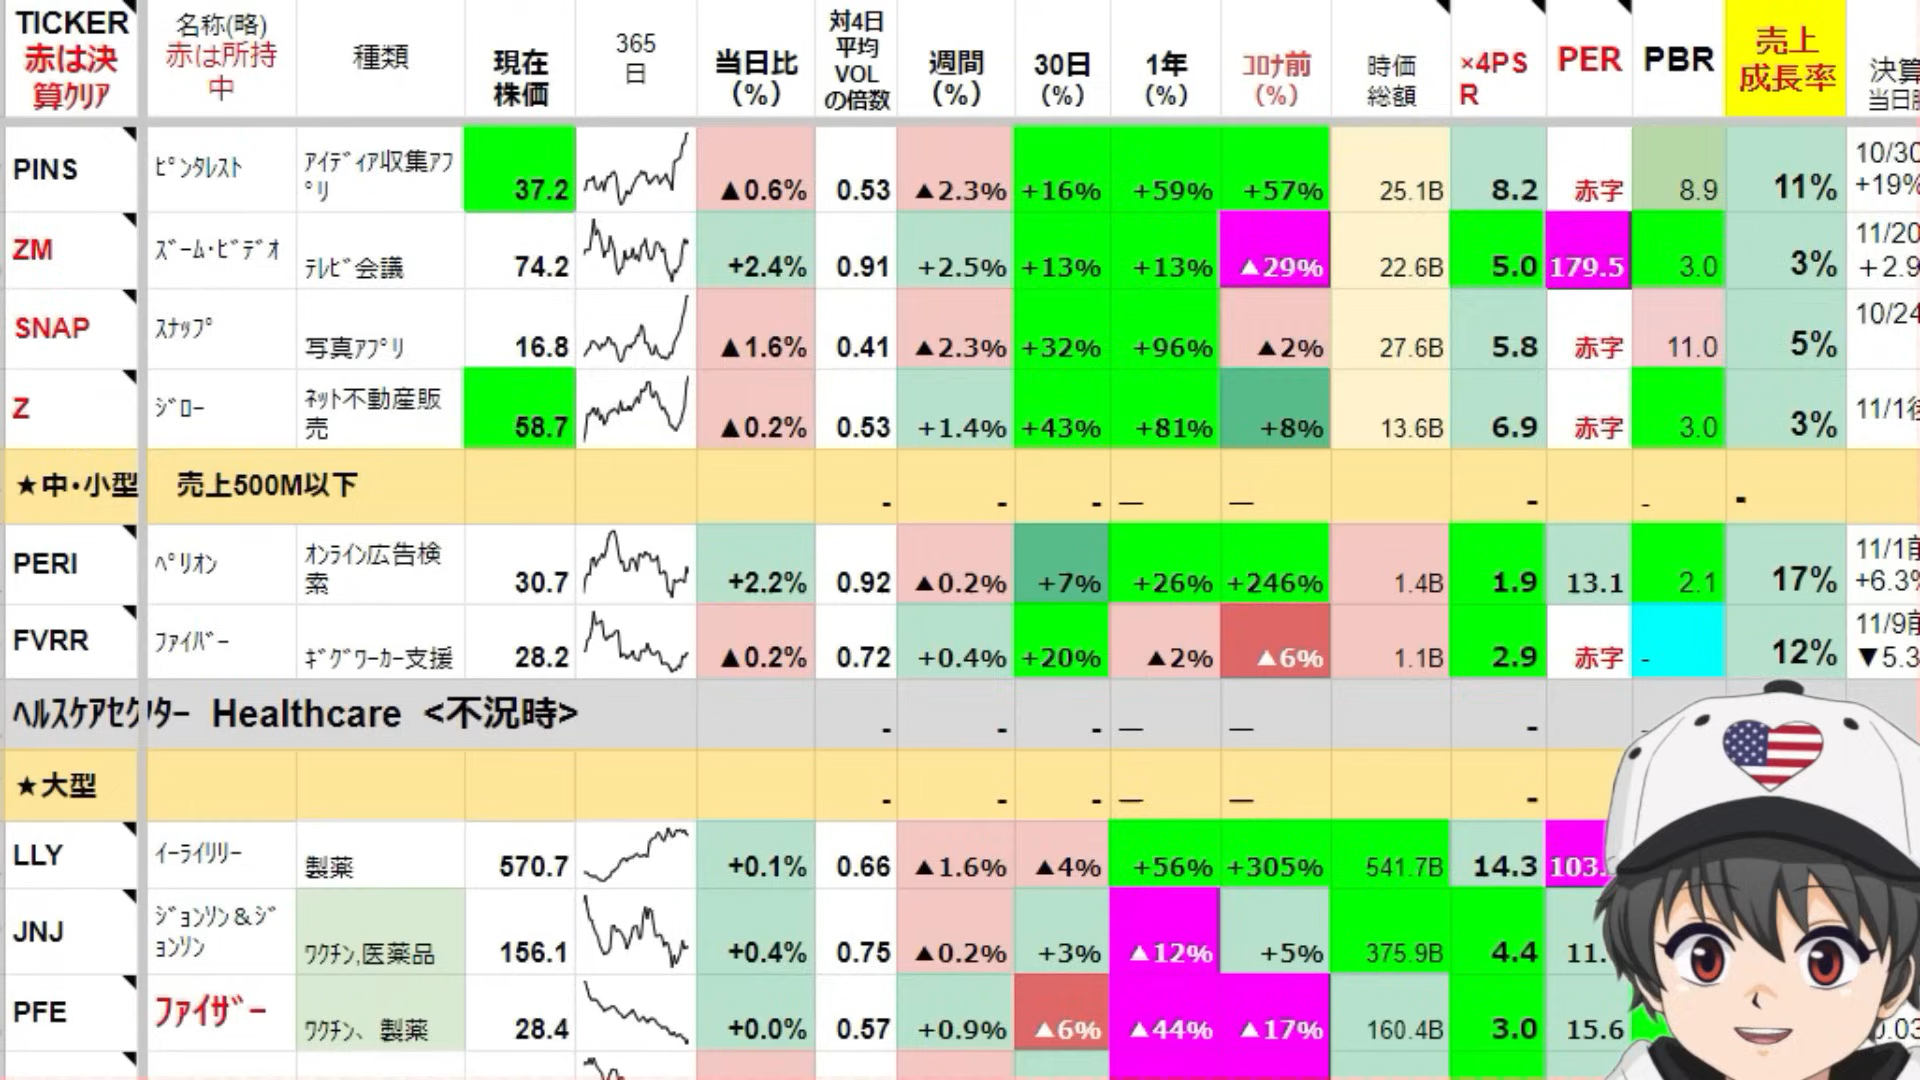 TICKER 赤は決算ｸﾘｱ 名称(略) 赤は所持中 種類 現在株価 365日 当日比(%) 対4日平均VOLの倍数 週間(%) 30日(%) 1年(%) ｺﾛﾅ前(%) 時価総額 ×4PSR PER PBR 売上成長率
PINS ﾋﾟﾝﾀﾚｽﾄ ｱｲﾃﾞｨｱ収集ｱﾌﾟﾘ 37.2 ▲0.6% 0.53 ▲2.3% +16% +59% +57% 25.1B 8.2 赤字 8.9 11% 10/30
ZM ｽﾞｰﾑ･ﾋﾞﾃﾞｵ ﾃﾚﾋﾞ会議 74.2 +2.4% 0.91 +2.5% +13% +13% ▲29% 22.6B 5.0 179.5 3.0 3% 11/20 +2.9
SNAP ｽﾅｯﾌﾟ 写真ｱﾌﾟﾘ 16.8 ▲1.6% 0.41 ▲2.3% +32% +96% ▲2% 27.6B 5.8 赤字 11.0 5% 10/24
Z ｼﾞﾛｰ ﾈｯﾄ不動産販売 58.7 ▲0.2% 0.53 +1.4% +43% +81% +8% 13.6B 6.9 赤字 3.0 3% 11/1
★中・小型 売上500M以下 - - - — — - - -
PERI ﾍﾟﾘｵﾝ ｵﾝﾗｲﾝ広告検索 30.7 +2.2% 0.92 ▲0.2% +7% +26% +246% 1.4B 1.9 13.1 2.1 17% 11/1前 +6.3%
FVRR ﾌｧｲﾊﾞｰ ｷﾞｸﾞﾜｰｶｰ支援 28.2 ▲0.2% 0.72 +0.4% +20% ▲2% ▲6% 1.1B 2.9 赤字 - 12% 11/9前 ▼5.3
ﾍﾙｽｹｱｾｸﾀｰ Healthcare <不況時> - - - — — -
★大型 - - - — — -
LLY ｲｰﾗｲﾘﾘｰ 製薬 570.7 +0.1% 0.66 ▲1.6% ▲4% +56% +305% 541.7B 14.3 103.
JNJ ｼﾞｮﾝｿﾝ＆ｼﾞｮﾝｿﾝ ﾜｸﾁﾝ,医薬品 156.1 +0.4% 0.75 ▲0.2% +3% ▲12% +5% 375.9B 4.4 11.
PFE ﾌｧｲｻﾞｰ ﾜｸﾁﾝ、製薬 28.4 +0.0% 0.57 +0.9% ▲6% ▲44% ▲17% 160.4B 3.0 15.6